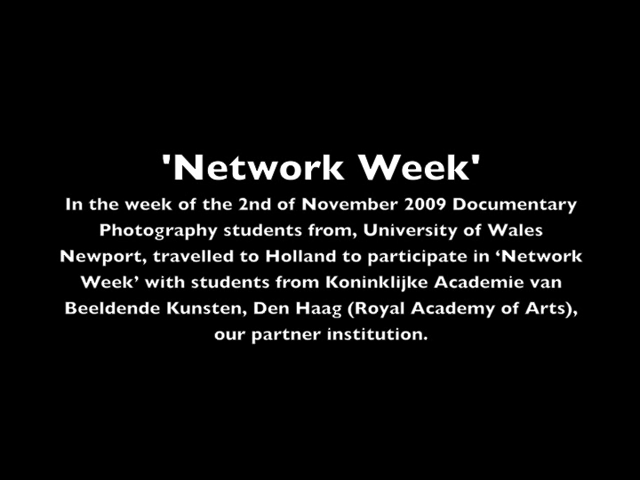 'Network Week'
In the week of the 2nd of November 2009 Documentary
Photography students from, University of Wales
Newport, travelled to Holland to participate in ‘Network
Week’ with students from Koninklijke Academie van
Beeldende Kunsten, Den Haag (Royal Academy of Arts),
our partner institution.